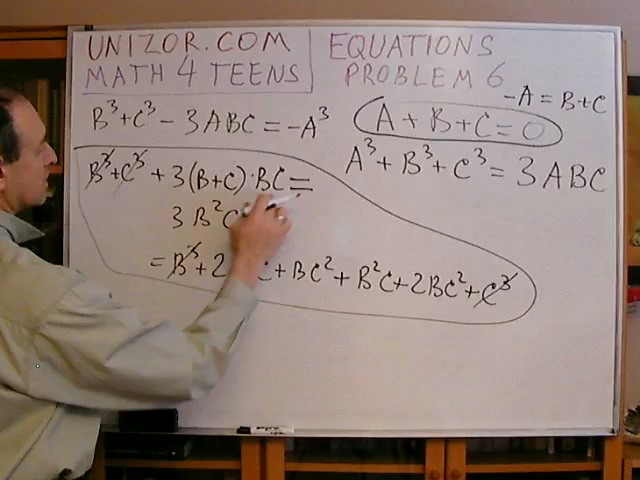 UNIZOR.COM
MATH 4 TEENS
EQUATIONS
PROBLEM 6
B³+C³-3ABC=-A³
-A=B+C
A+B+C=0
A³+B³+C³=3ABC
B³+C³+3(B+C)·BC=
3B²C
=B³+2 C+BC²+B²C+2BC²+C³